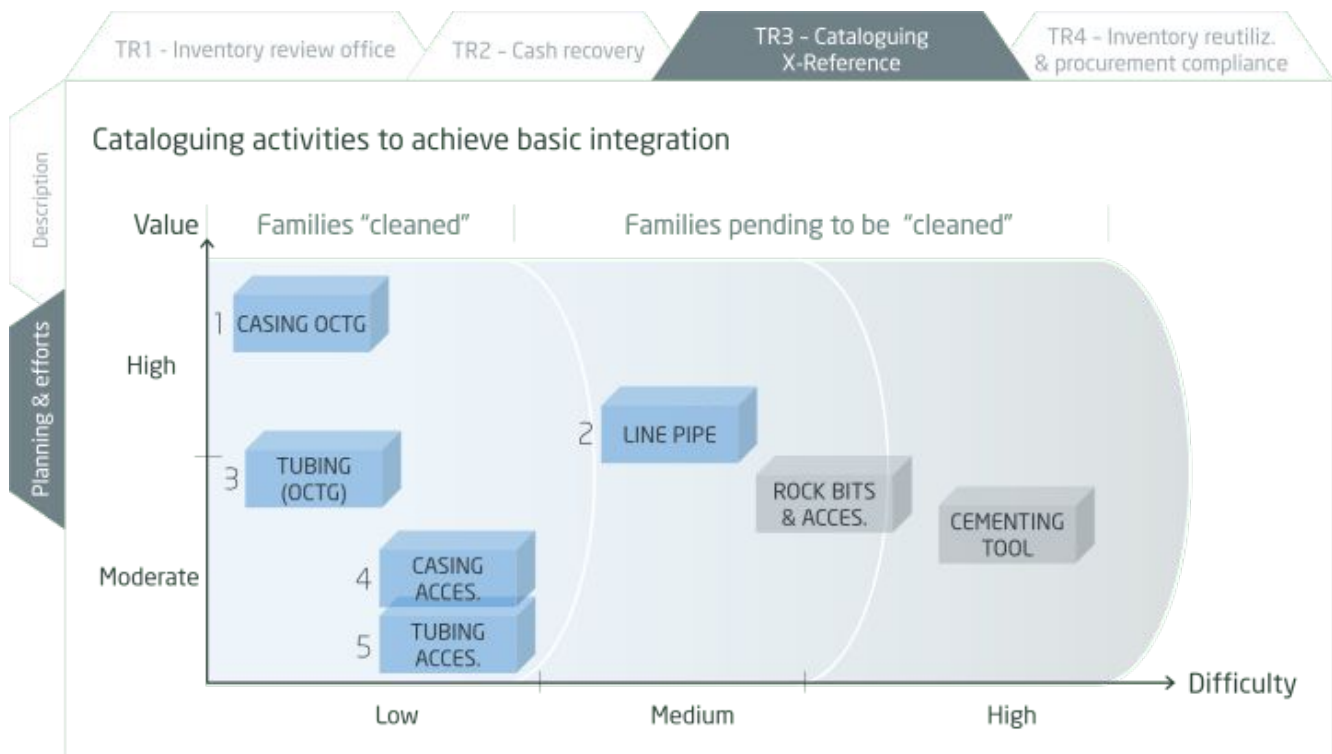 TR1 - Inventory review office
TR2 – Cash recovery
TR3 – Cataloguing
X-Reference
TR4 – Inventory reutiliz.
& procurement compliance
Description
Planning & efforts
Cataloguing activities to achieve basic integration
Value
Families “cleaned”
Families pending to be “cleaned”
High
Moderate
1
CASING OCTG
2
LINE PIPE
3
TUBING
(OCTG)
ROCK BITS
& ACCES.
CEMENTING
TOOL
4
CASING
ACCES.
5
TUBING
ACCES.
Difficulty
Low
Medium
High